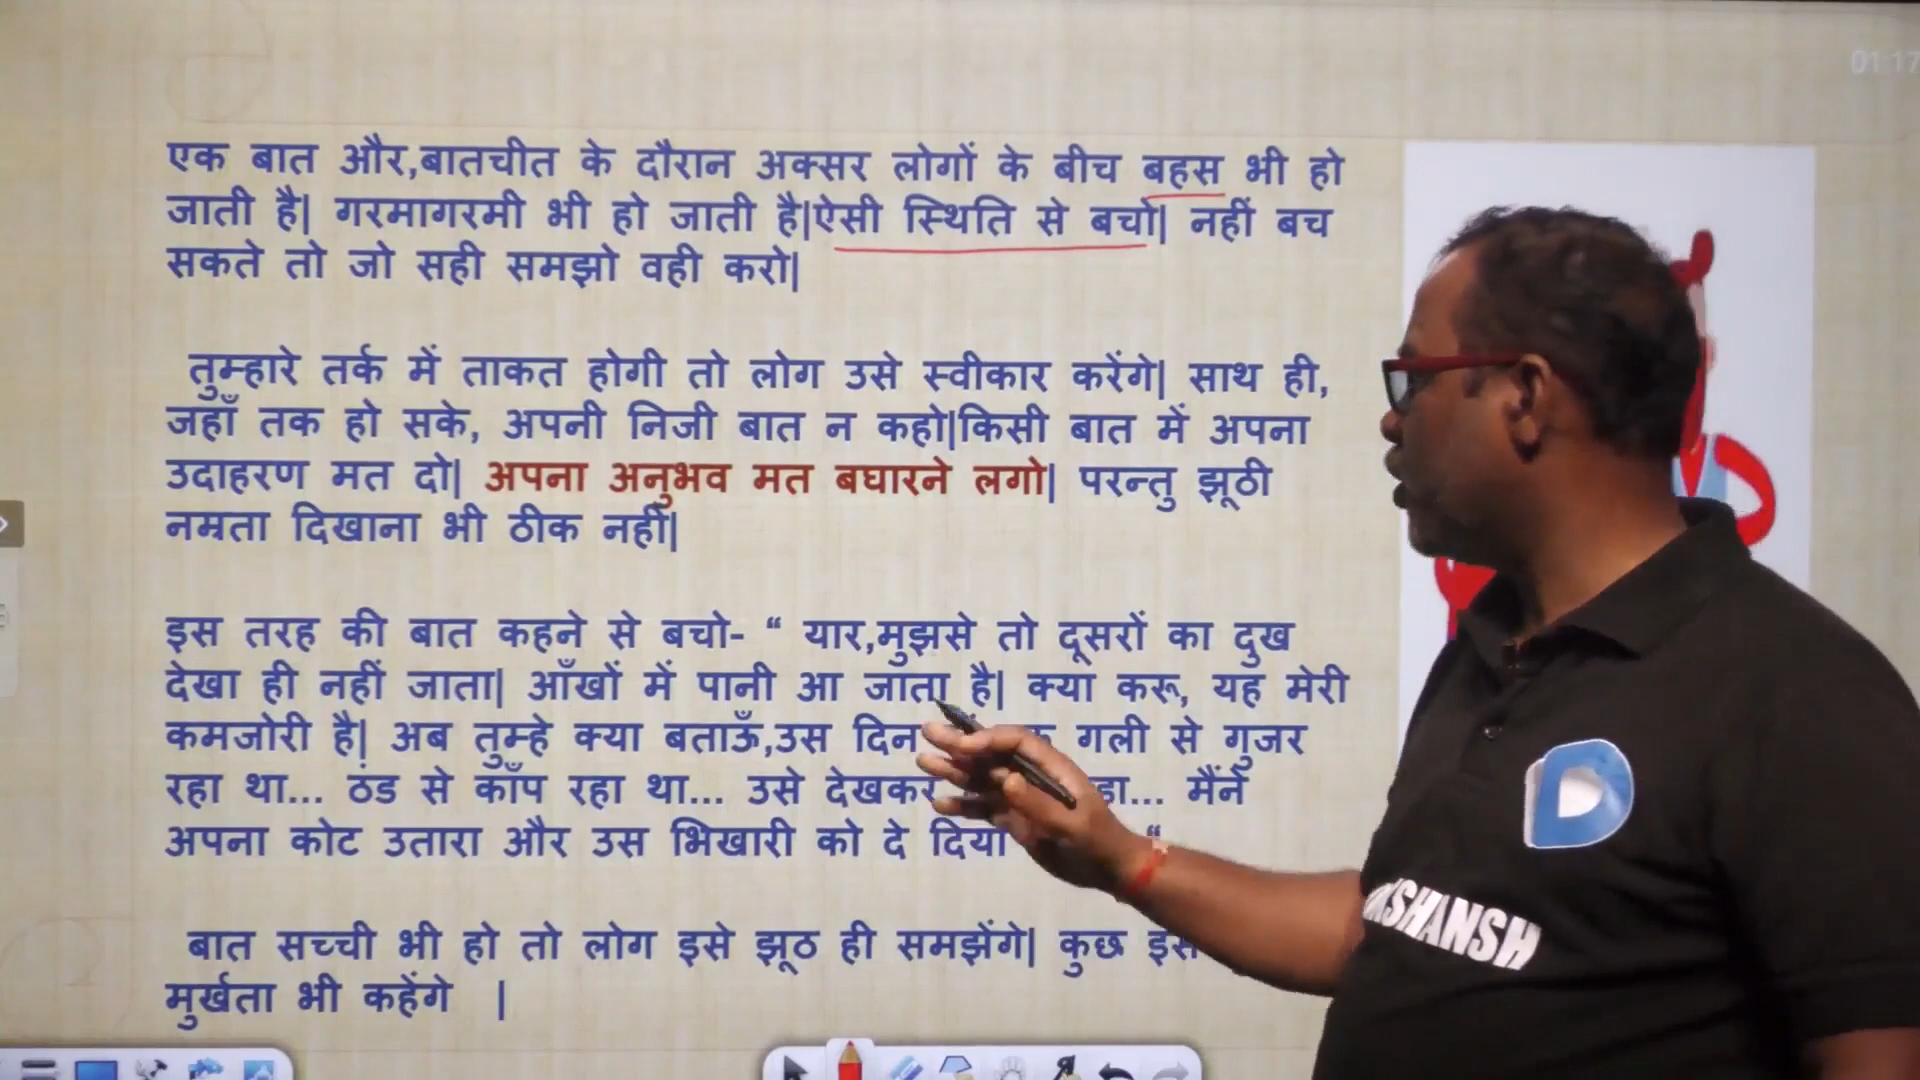 01:17
एक बात और,बातचीत के दौरान अक्सर लोगों के बीच बहस भी हो
जाती है| गरमागरमी भी हो जाती है|ऐसी स्थिति से बचो| नहीं बच
सकते तो जो सही समझो वही करो|
तुम्हारे तर्क में ताकत होगी तो लोग उसे स्वीकार करेंगे| साथ ही,
जहाँ तक हो सके, अपनी निजी बात न कहो|किसी बात में अपना
उदाहरण मत दो| अपना अनुभव मत बघारने लगो| परन्तु झूठी
नम्रता दिखाना भी ठीक नहीं|
इस तरह की बात कहने से बचो- “ यार,मुझसे तो दूसरों का दुख
देखा ही नहीं जाता| आँखों में पानी आ जाता है| क्या करू, यह मेरी
कमजोरी है| अब तुम्हे क्या बताऊँ,उस दिन गली से गुजर
रहा था... ठंड से काँप रहा था... उसे देखकर ... मैंने
अपना कोट उतारा और उस भिखारी को दे दिया “
बात सच्ची भी हो तो लोग इसे झूठ ही समझेंगे| कुछ
मुर्खता भी कहेंगे |
D
KSHANSH